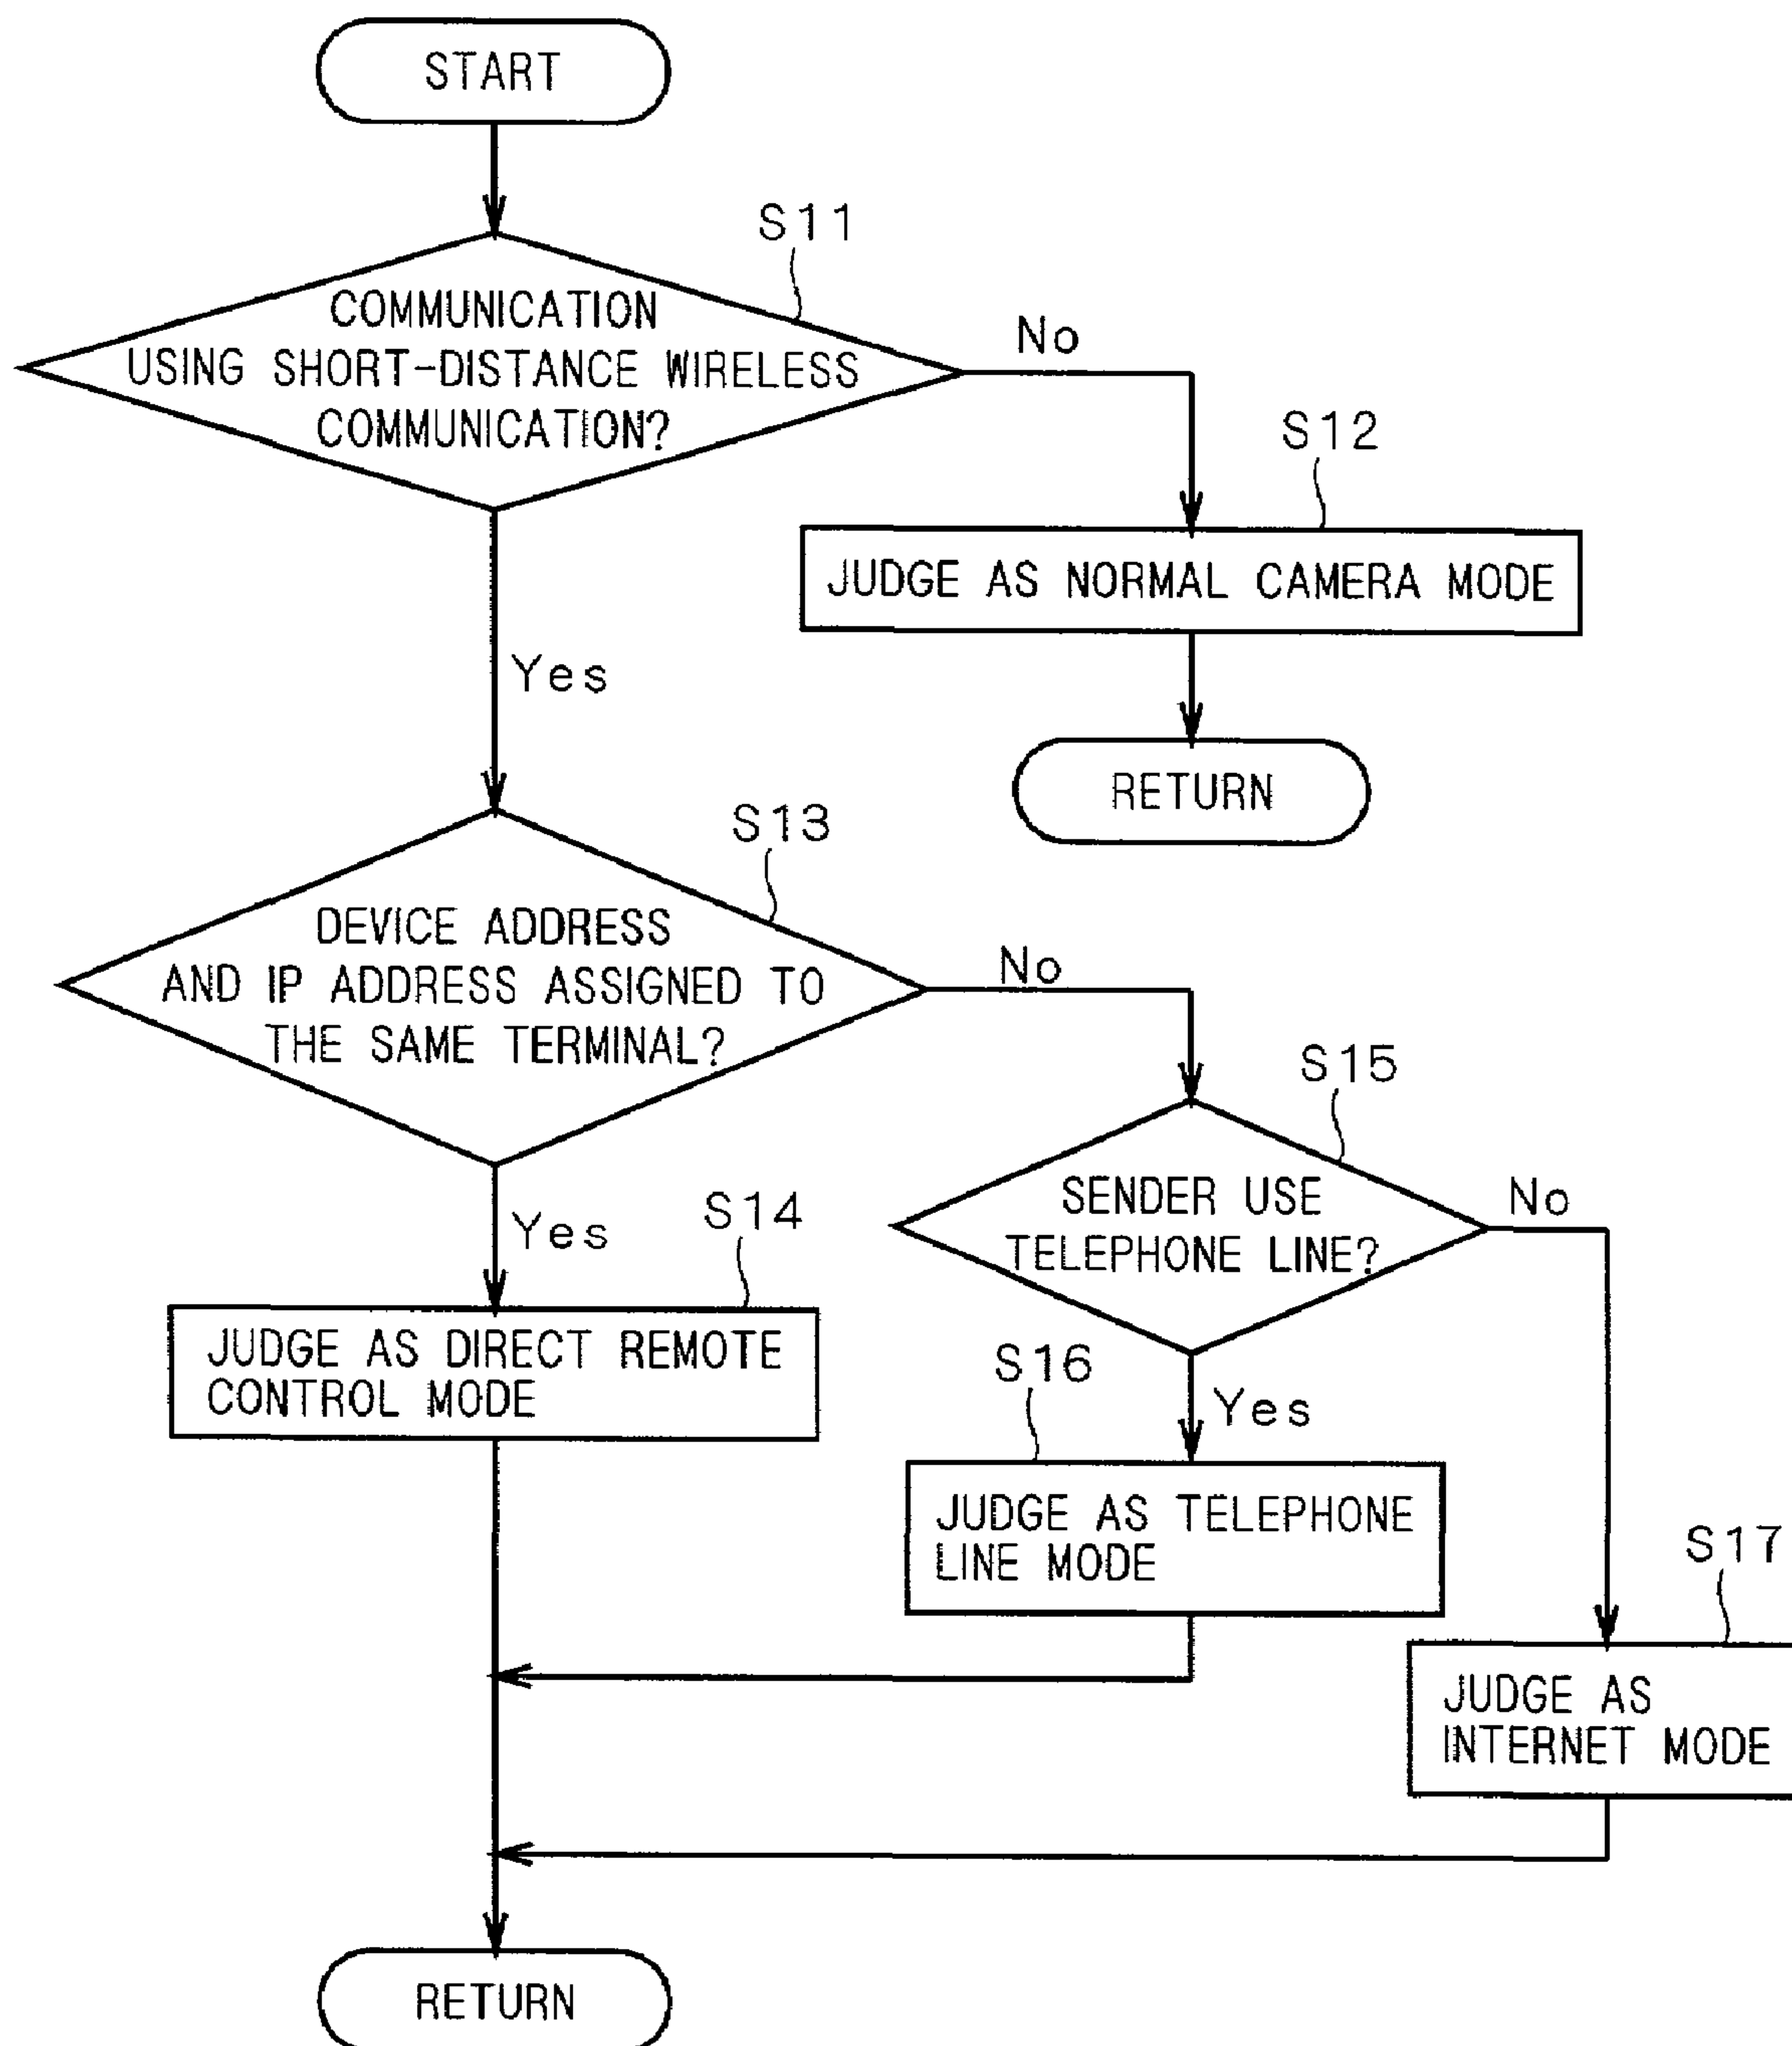 START
S11
COMMUNICATION
USING SHORT-DISTANCE WIRELESS
COMMUNICATION?
No
S12
JUDGE AS NORMAL CAMERA MODE
Yes
RETURN
S13
DEVICE ADDRESS
AND IP ADDRESS ASSIGNED TO
THE SAME TERMINAL?
No
S15
SENDER USE
TELEPHONE LINE?
No
Yes
S14
JUDGE AS DIRECT REMOTE
CONTROL MODE
S16
Yes
JUDGE AS TELEPHONE
LINE MODE
S17
JUDGE AS
INTERNET MODE
RETURN